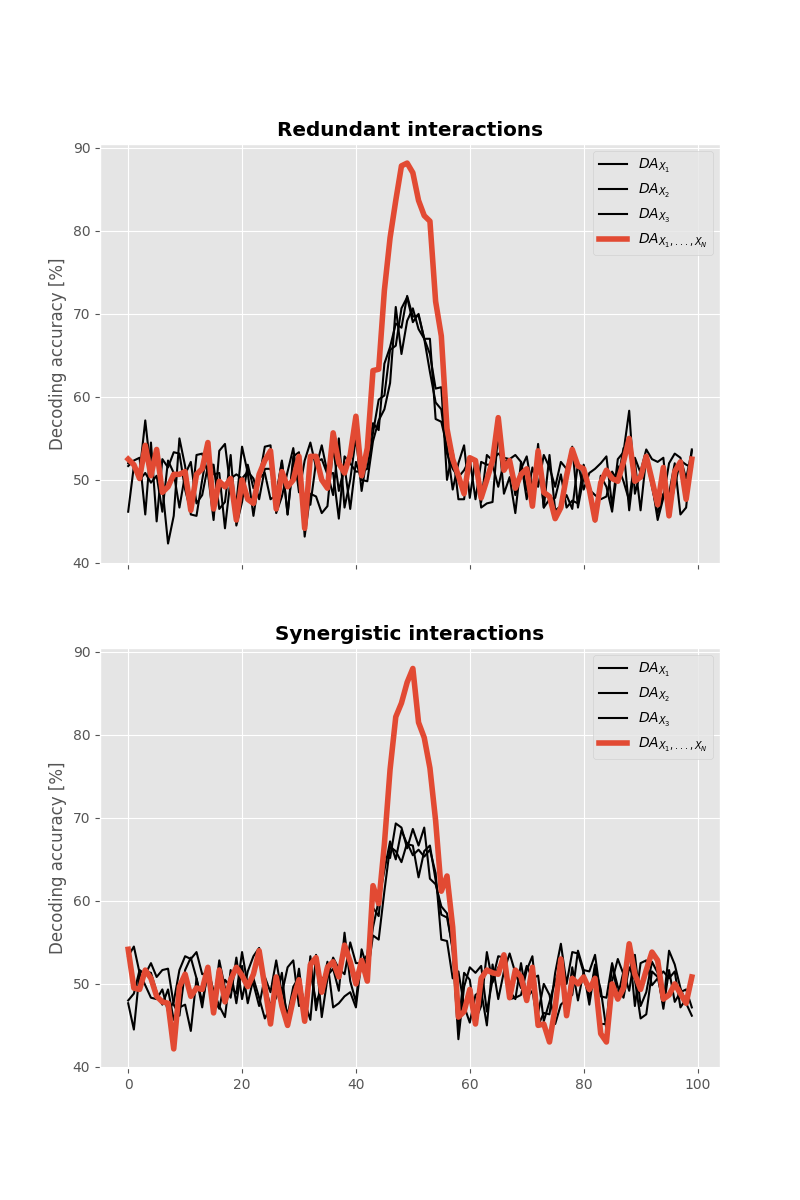 Redundant interactions
Decoding accuracy [%]
90
80
70
60
50
40
DA_{X_1}
DA_{X_2}
DA_{X_3}
DA_{X_1,...,X_N}
Synergistic interactions
Decoding accuracy [%]
90
80
70
60
50
40
DA_{X_1}
DA_{X_2}
DA_{X_3}
DA_{X_1,...,X_N}
0 20 40 60 80 100